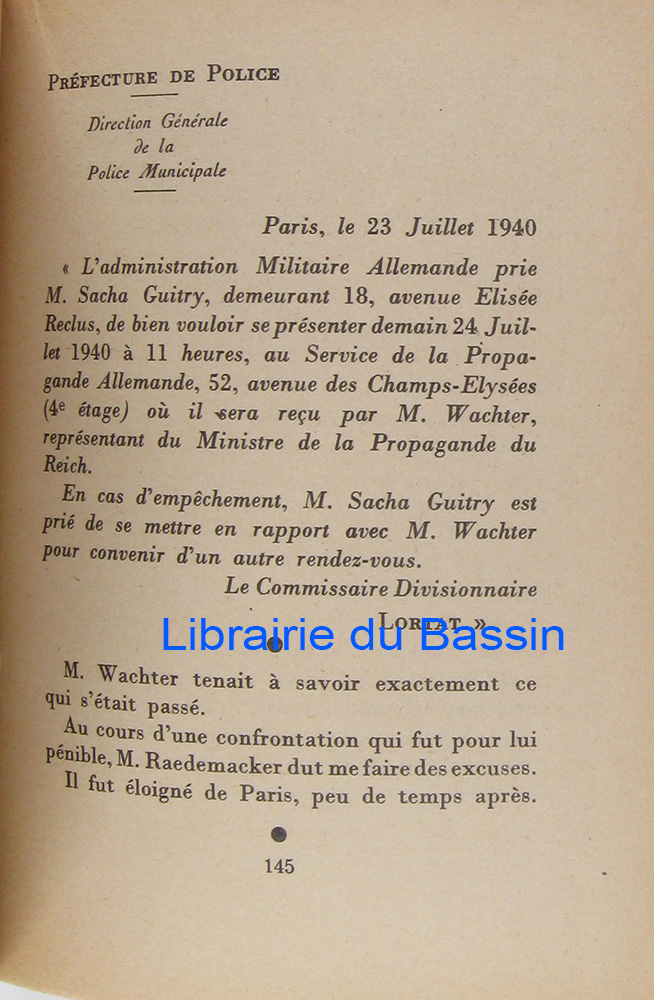 PRÉFECTURE DE POLICE
Direction Générale
de la
Police Municipale
Paris, le 23 Juillet 1940
« L'administration Militaire Allemande prie
M. Sacha Guitry, demeurant 18, avenue Elisée
Reclus, de bien vouloir se présenter demain 24 Juil-
let 1940 à 11 heures, au Service de la Propa-
gande Allemande, 52, avenue des Champs-Elysées
(4e étage) où il sera reçu par M. Wachter,
représentant du Ministre de la Propagande du
Reich.
En cas d'empêchement, M. Sacha Guitry est
prié de se mettre en rapport avec M. Wachter
pour convenir d'un autre rendez-vous.
Le Commissaire Divisionnaire
LORTAT »
Librairie du Bassin
M. Wachter tenait à savoir exactement ce
qui s'était passé.
Au cours d'une confrontation qui fut pour lui
pénible, M. Raedemacker dut me faire des excuses.
Il fut éloigné de Paris, peu de temps après.
145